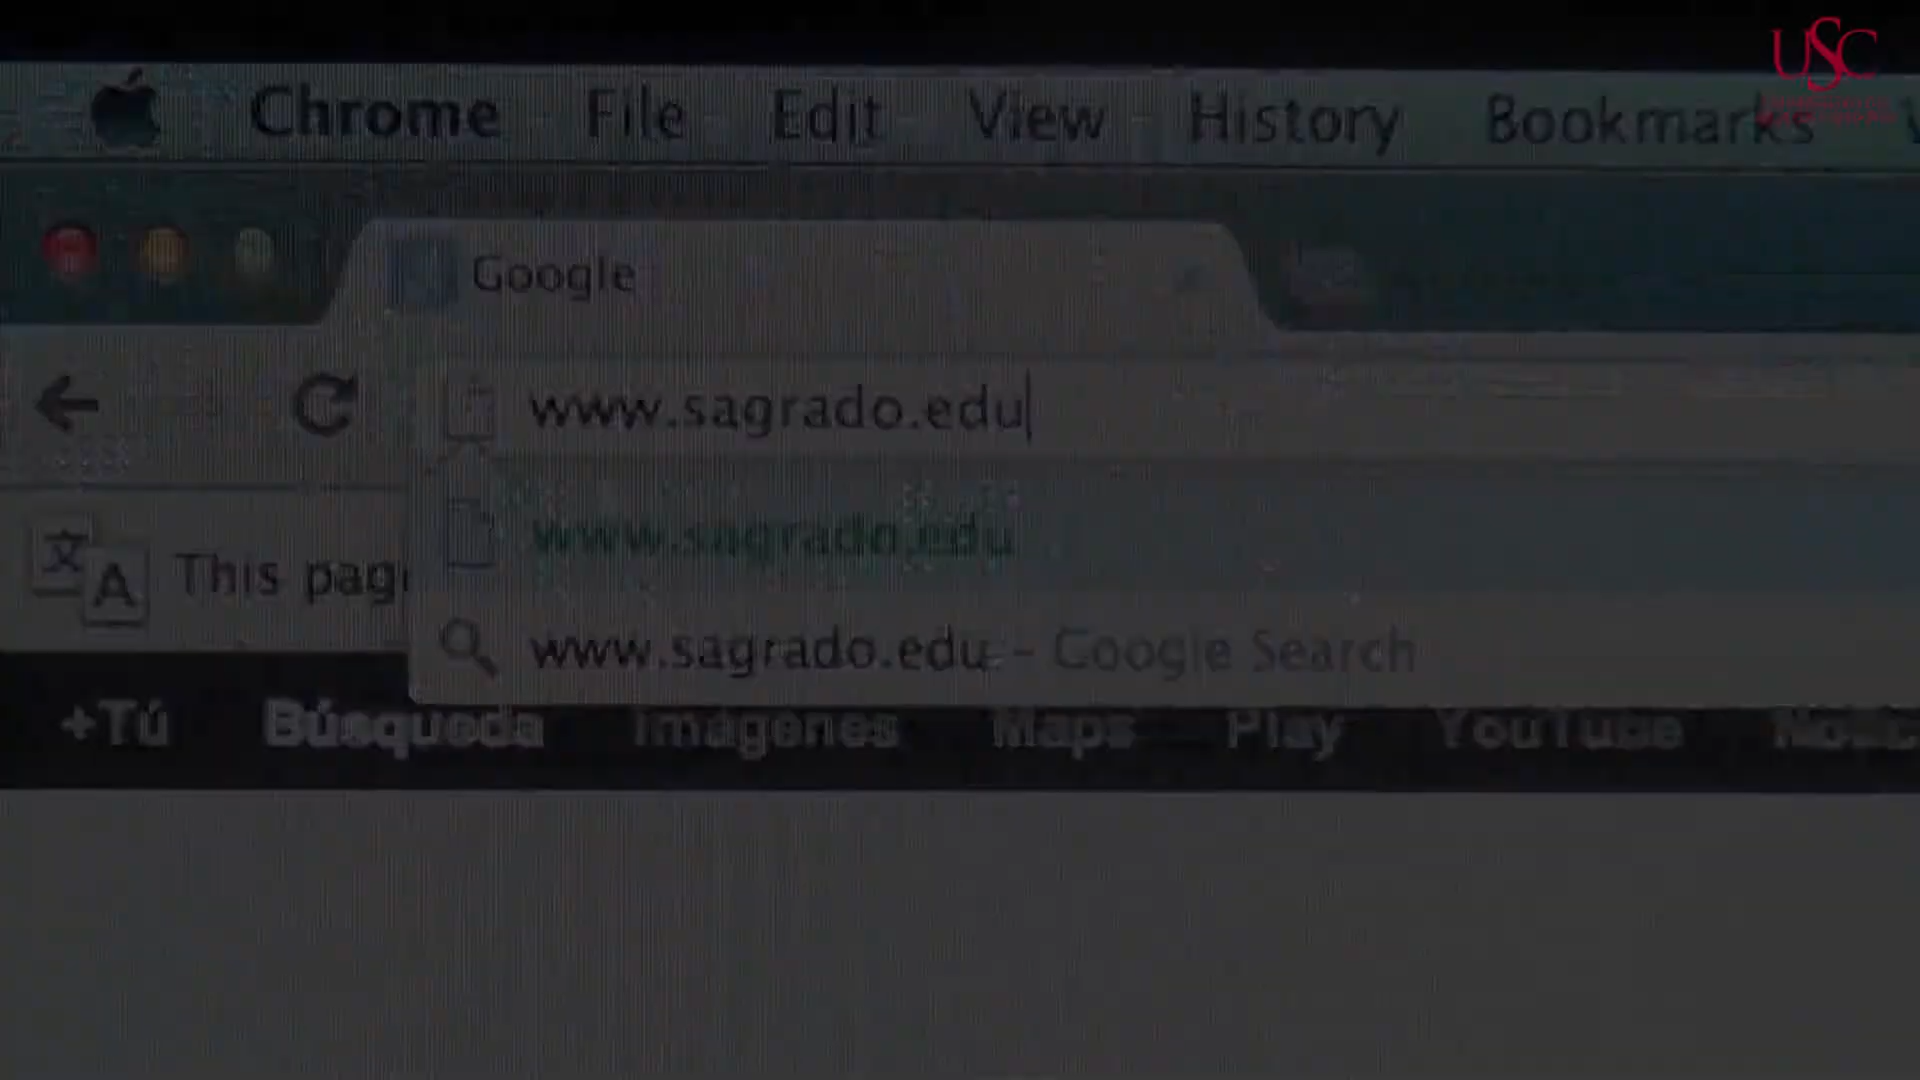 USC
Chrome File Edit View History Bookmarks
Google
www.sagrado.edu
www.sagrado.edu
文 A This pag
www.sagrado.edu - Google Search
+Tú Búsqueda Imágenes Maps Play YouTube